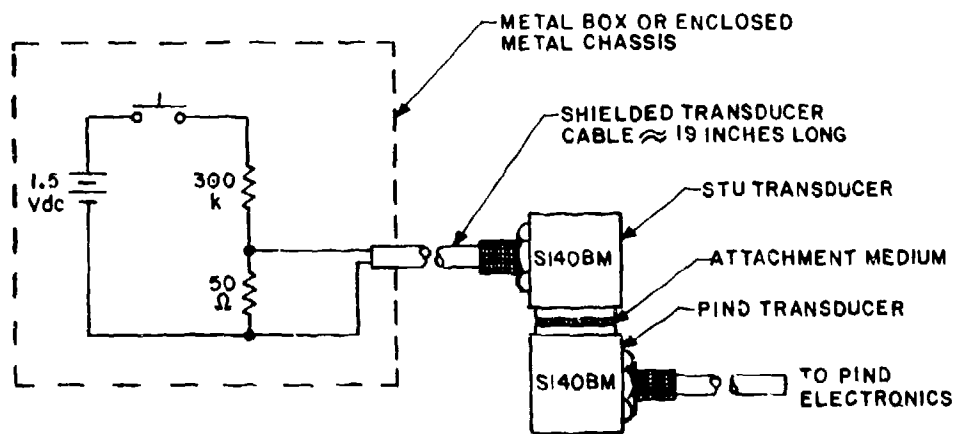 METAL BOX OR ENCLOSED
METAL CHASSIS
SHIELDED TRANSDUCER
CABLE ≈ 19 INCHES LONG
1.5
Vdc
300
k
STU TRANSDUCER
S140BM
ATTACHMENT MEDIUM
50
Ω
PIND TRANSDUCER
S140BM
TO PIND
ELECTRONICS